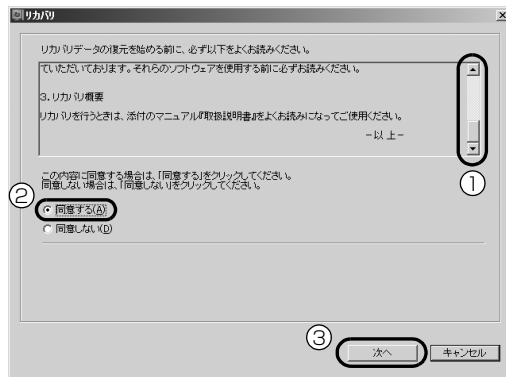 リカバリ
リカバリデータの復元を始める前に、必ず以下をよくお読みください。
ていただいております。それらのソフトウェアを使用する前に必ずお読みください。
3. リカバリ概要
リカバリを行うときは、添付のマニュアル『取扱説明書』をよくお読みになってご使用ください。
-以上-
①
この内容に同意する場合は、「同意する」をクリックしてください。
同意しない場合は、「同意しない」をクリックしてください。
②
同意する(A)
同意しない(D)
③
次へ
キャンセル